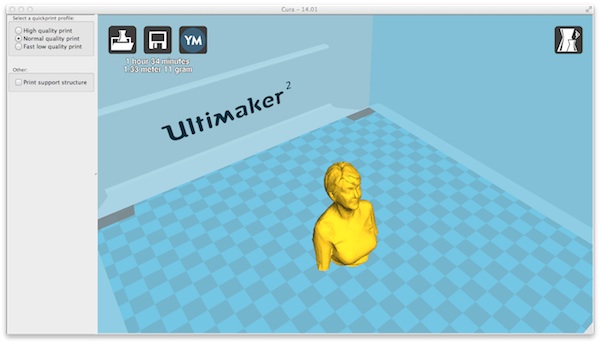 Cura - 14.01
Select a quickprint profile:
High quality print
Normal quality print
Fast low quality print
Other:
Print support structure
YM
1 hour 34 minutes
1.33 meter 11 gram
Ultimaker 2